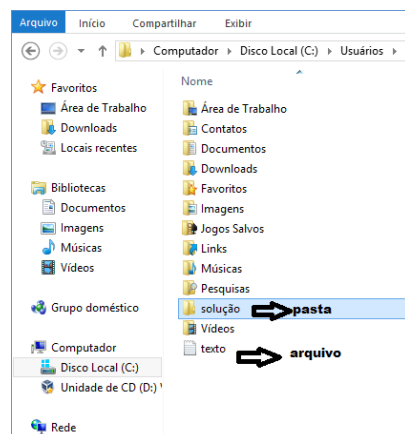 Arquivo Início Compartilhar Exibir
Computador Disco Local (C:) Usuários
Favoritos
Área de Trabalho
Downloads
Locais recentes
Bibliotecas
Documentos
Imagens
Músicas
Vídeos
Grupo doméstico
Computador
Disco Local (C:)
Unidade de CD (D:)
Rede
Nome
Área de Trabalho
Contatos
Documentos
Downloads
Favoritos
Imagens
Jogos Salvos
Links
Músicas
Pesquisas
solução pasta
Vídeos
texto arquivo